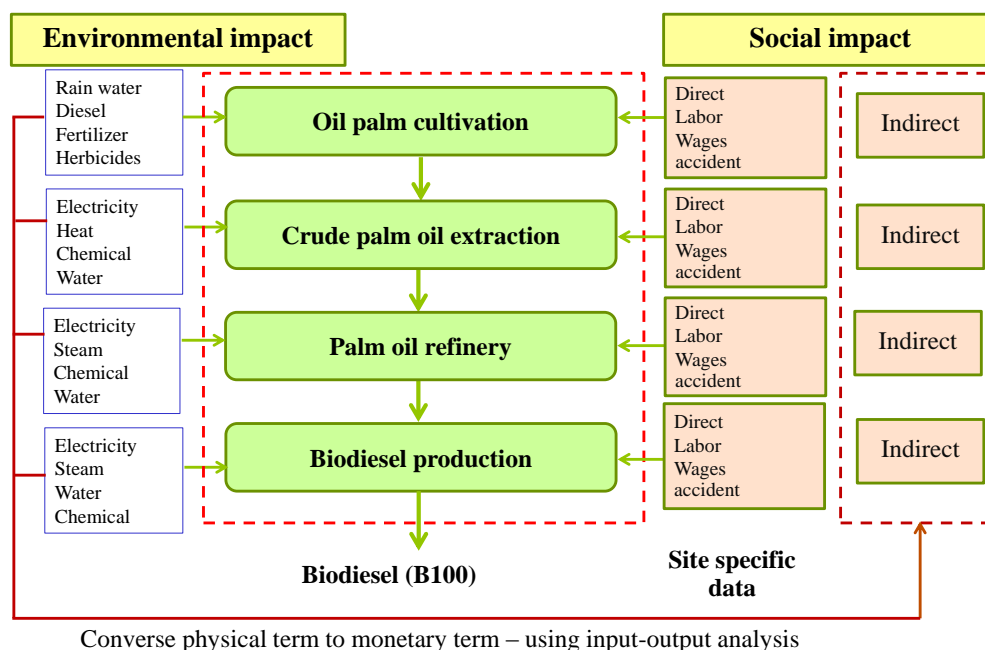 Environmental impact
Social impact
Rain water
Diesel
Fertilizer
Herbicides
Oil palm cultivation
Direct
Labor
Wages
accident
Indirect
Electricity
Heat
Chemical
Water
Crude palm oil extraction
Direct
Labor
Wages
accident
Indirect
Electricity
Steam
Chemical
Water
Palm oil refinery
Direct
Labor
Wages
accident
Indirect
Electricity
Steam
Water
Chemical
Biodiesel production
Direct
Labor
Wages
accident
Indirect
Biodiesel (B100)
Site specific
data
Converse physical term to monetary term – using input-output analysis